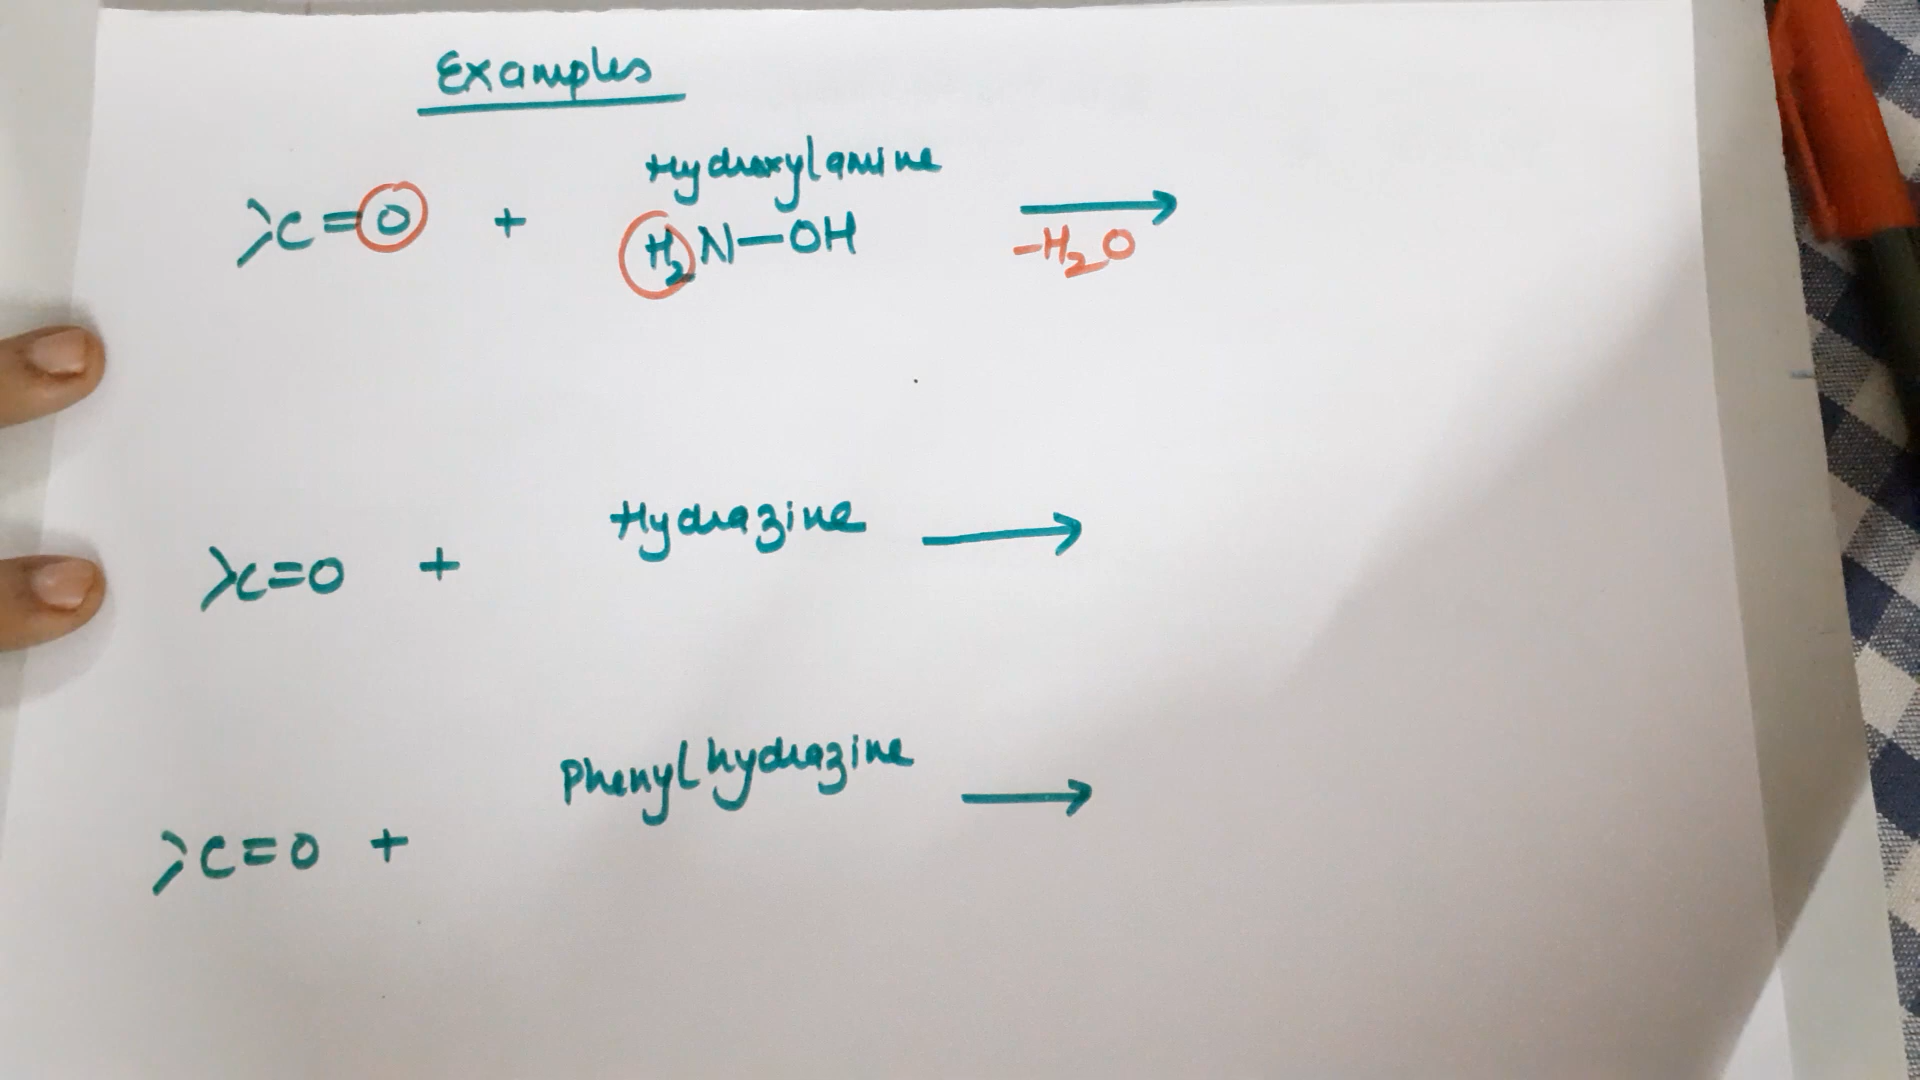 Examples
Hydroxylamine
>C=O + H₂N—OH →
-H₂O
Hydrazine
>C=O + →
Phenylhydrazine
>C=O + →